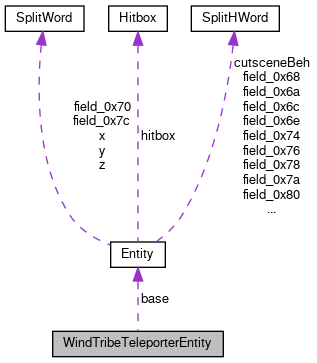 SplitWord
Hitbox
SplitHWord
field_0x70
field_0x7c
x
y
z
hitbox
cutsceneBeh
field_0x68
field_0x6a
field_0x6c
field_0x6e
field_0x74
field_0x76
field_0x78
field_0x7a
field_0x80
...
Entity
base
WindTribeTeleporterEntity